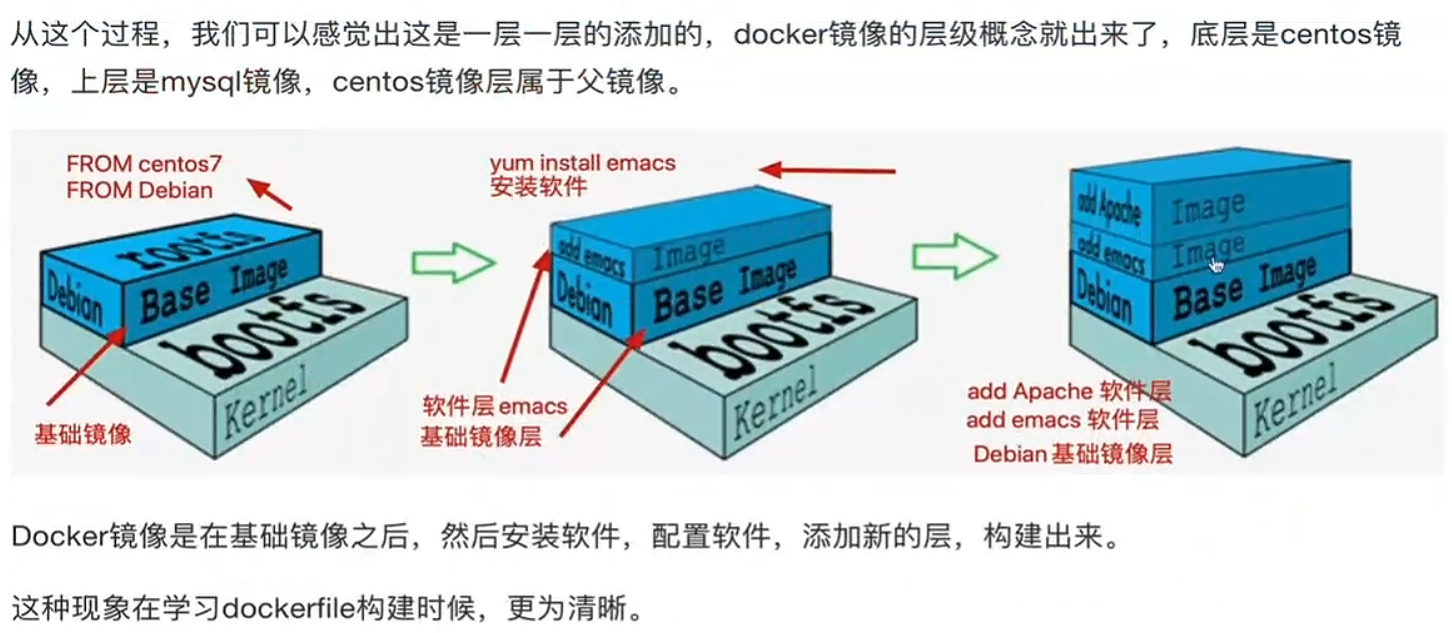 从这个过程，我们可以感觉出这是一层一层的添加的，docker镜像的层级概念就出来了，底层是centos镜
像，上层是mysql镜像，centos镜像层属于父镜像。
FROM centos7
FROM Debian
rootfs
Debian
Base Image
bootfs
Kernel
基础镜像
yum install emacs
安装软件
add emacs
Image
Debian
Base Image
bootfs
Kernel
软件层 emacs
基础镜像层
add Apache
Image
add emacs
Image
Debian
Base Image
bootfs
Kernel
add Apache 软件层
add emacs 软件层
Debian 基础镜像层
Docker镜像是在基础镜像之后，然后安装软件，配置软件，添加新的层，构建出来。
这种现象在学习dockerfile构建时候，更为清晰。